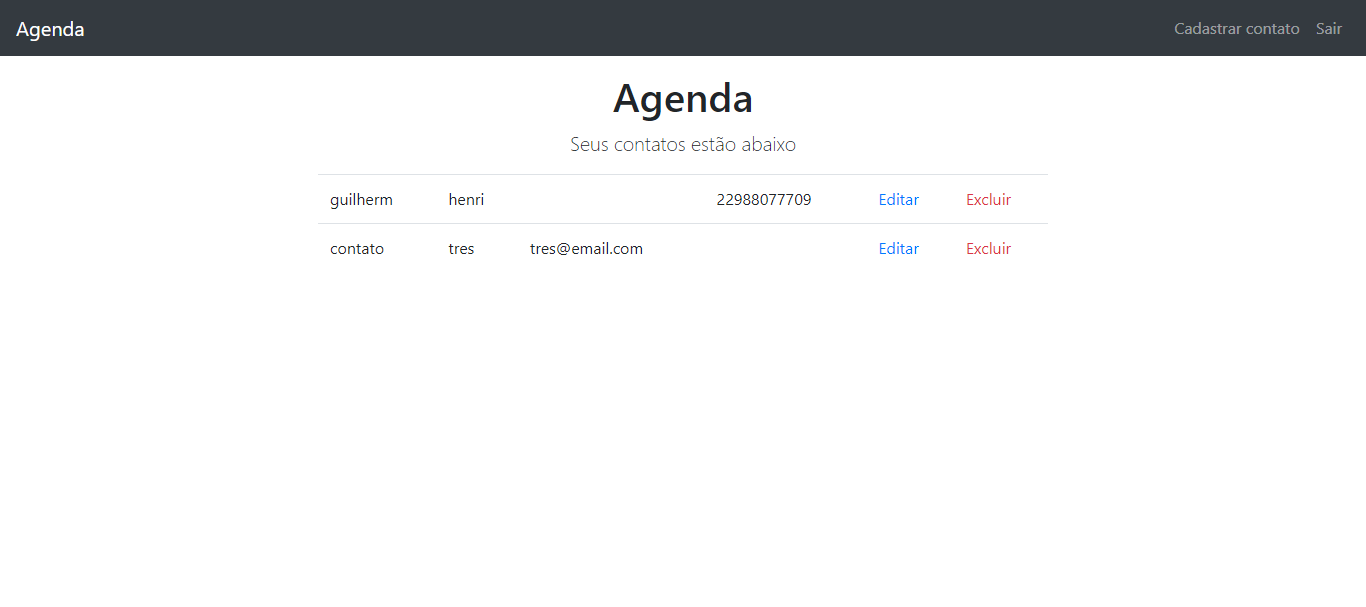 Agenda Cadastrar contato Sair
Agenda
Seus contatos estão abaixo
guilherm henri 22988077709 Editar Excluir
contato tres tres@email.com Editar Excluir